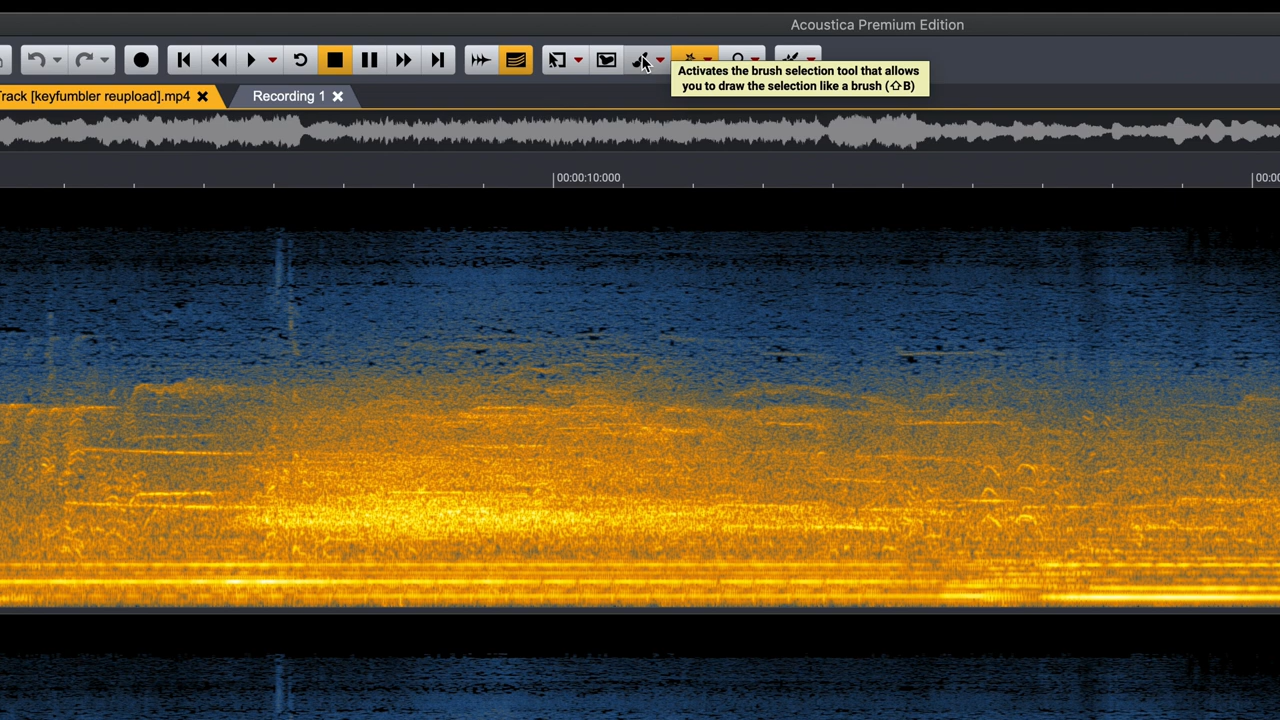 Acoustica Premium Edition
Activates the brush selection tool that allows
you to draw the selection like a brush (⇧B)
Track [keyfumbler reupload].mp4
Recording 1
00:00:10:000
00:00